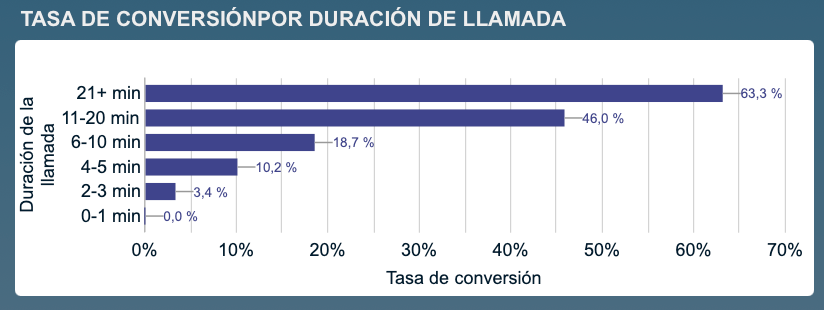 TASA DE CONVERSIÓNPOR DURACIÓN DE LLAMADA
Duración de la
llamada
21+ min 63,3 %
11-20 min 46,0 %
6-10 min 18,7 %
4-5 min 10,2 %
2-3 min 3,4 %
0-1 min 0,0 %
0% 10% 20% 30% 40% 50% 60% 70%
Tasa de conversión